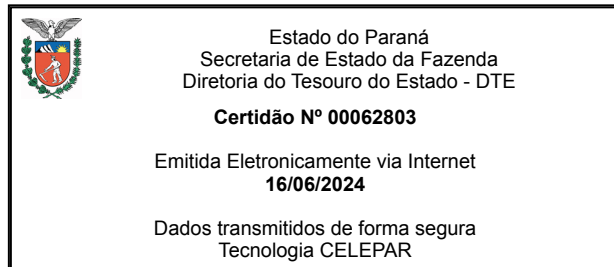 Estado do Paraná
Secretaria de Estado da Fazenda
Diretoria do Tesouro do Estado - DTE
Certidão Nº 00062803
Emitida Eletronicamente via Internet
16/06/2024
Dados transmitidos de forma segura
Tecnologia CELEPAR